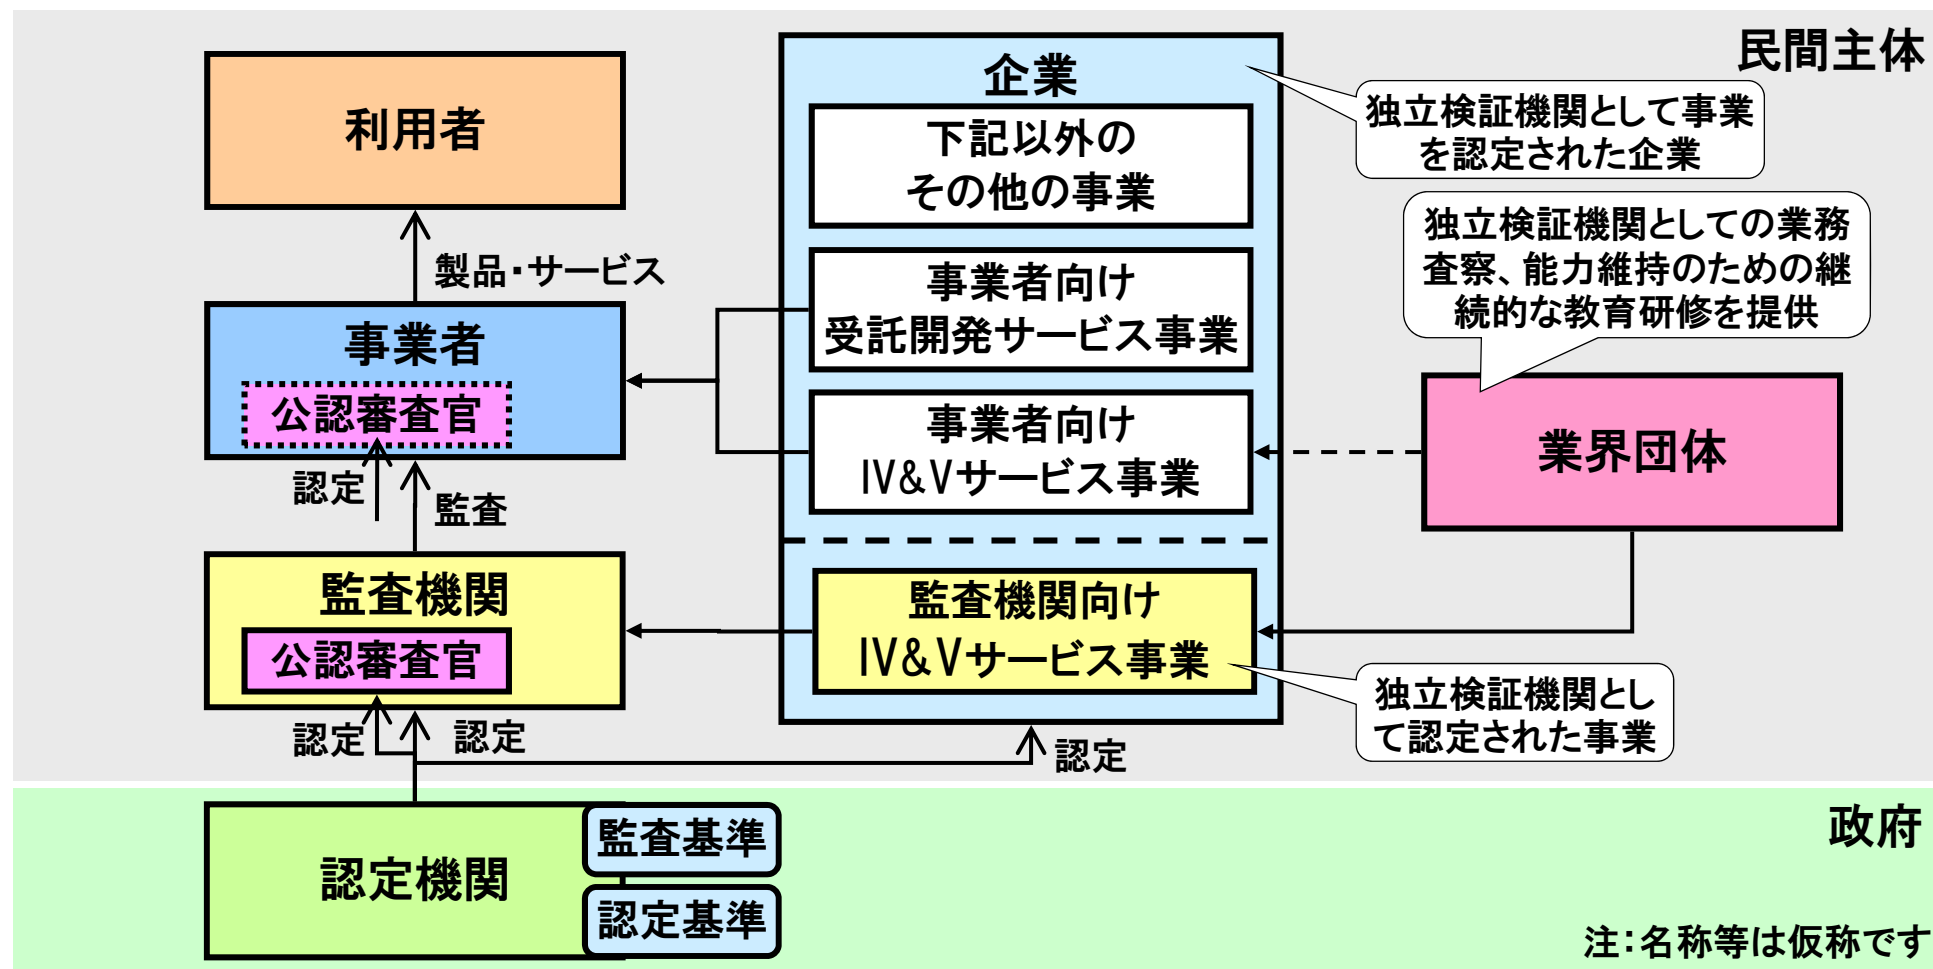 民間主体
利用者
製品・サービス
事業者
公認審査官
認定
監査
監査機関
公認審査官
認定
認定
企業
下記以外の
その他の事業
事業者向け
受託開発サービス事業
事業者向け
IV&Vサービス事業
監査機関向け
IV&Vサービス事業
認定
独立検証機関として事業
を認定された企業
独立検証機関としての業務
査察、能力維持のための継
続的な教育研修を提供
業界団体
独立検証機関とし
て認定された事業
政府
認定機関
監査基準
認定基準
注：名称等は仮称です